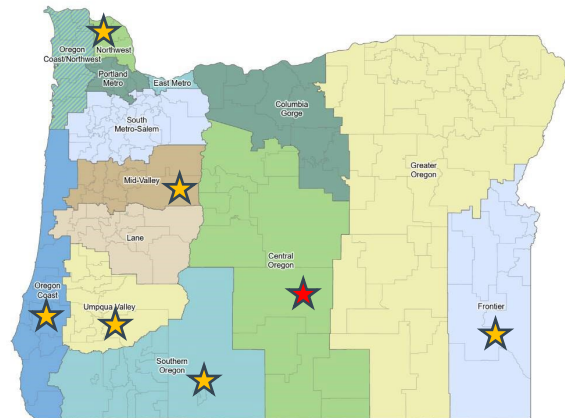 Oregon
Coast/Northwest
Northwest
Portland
Metro
East Metro
Columbia
Gorge
South
Metro-Salem
Greater
Oregon
Mid-Valley
Lane
Central
Oregon
Oregon
Coast
Umpqua Valley
Frontier
Southern
Oregon